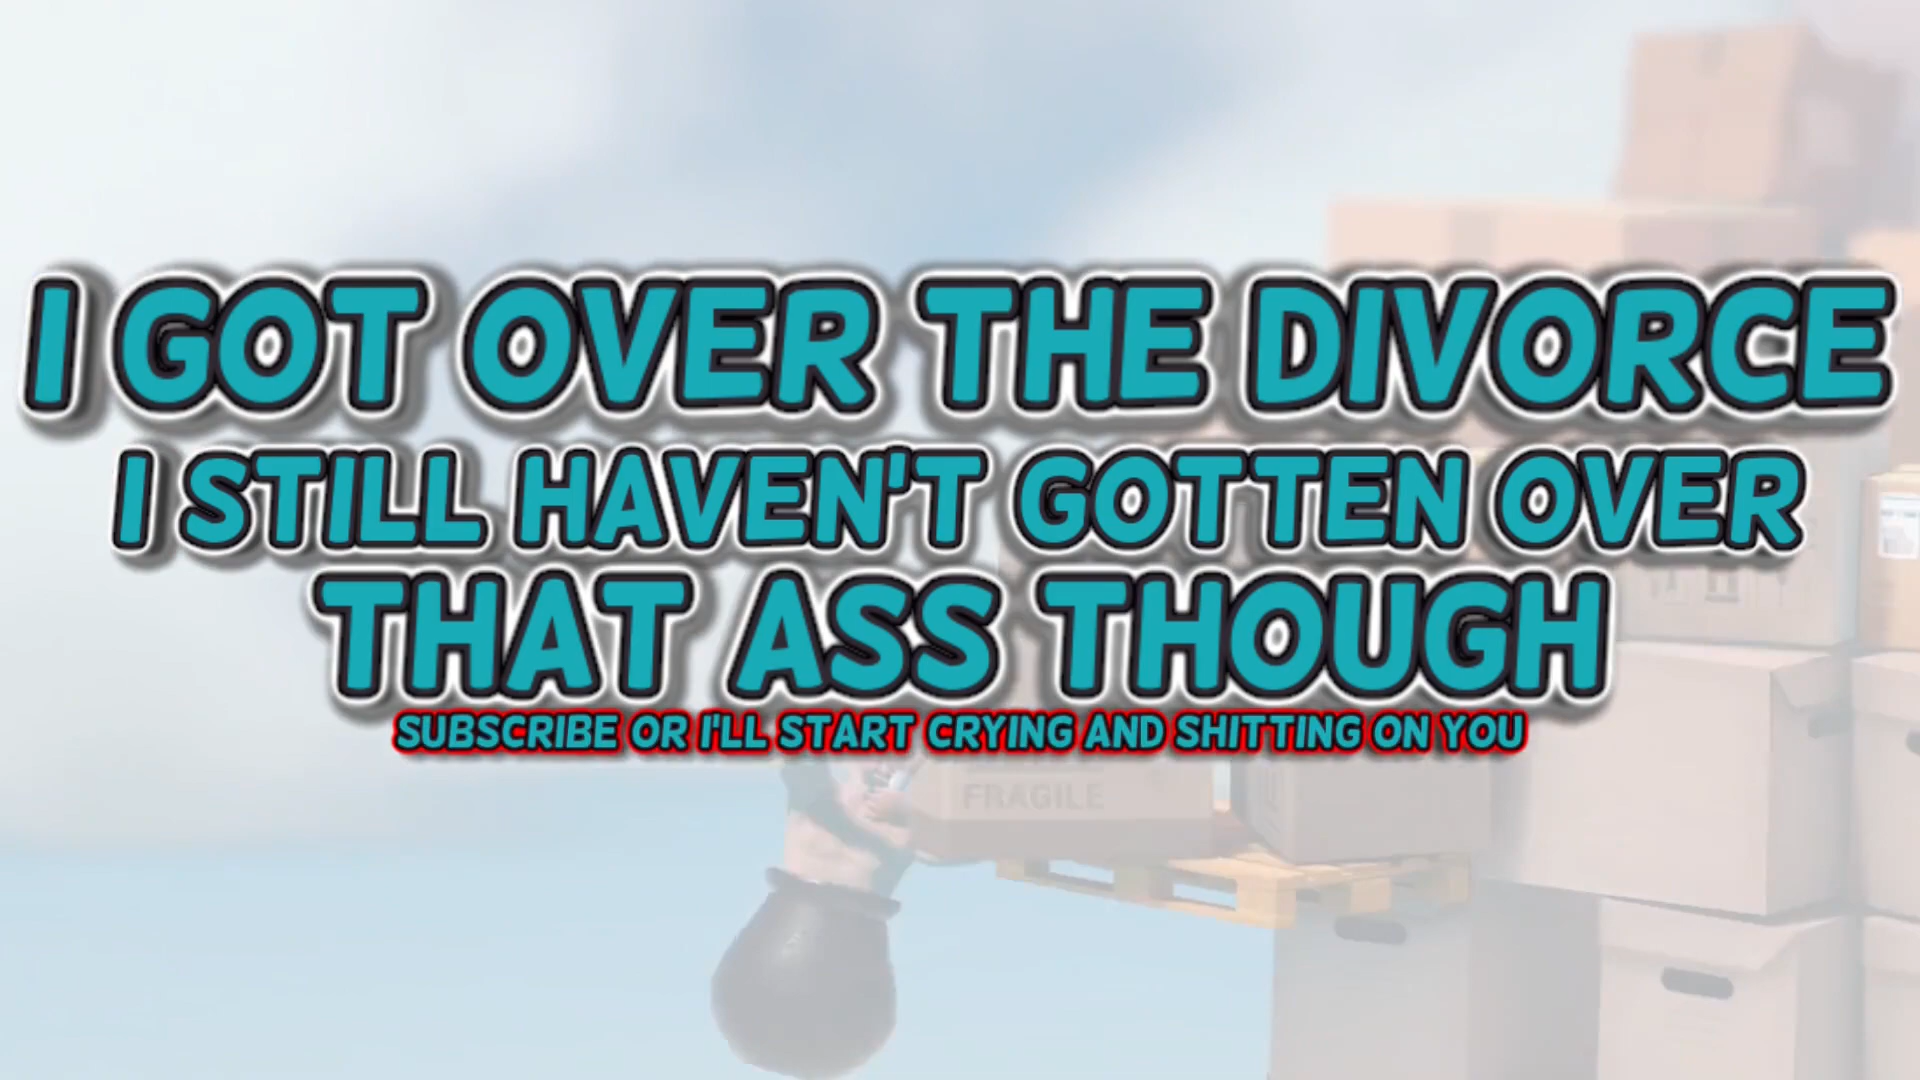 I GOT OVER THE DIVORCE
I STILL HAVEN'T GOTTEN OVER
THAT ASS THOUGH
SUBSCRIBE OR I'LL START CRYING AND SHITTING ON YOU
FRAGILE